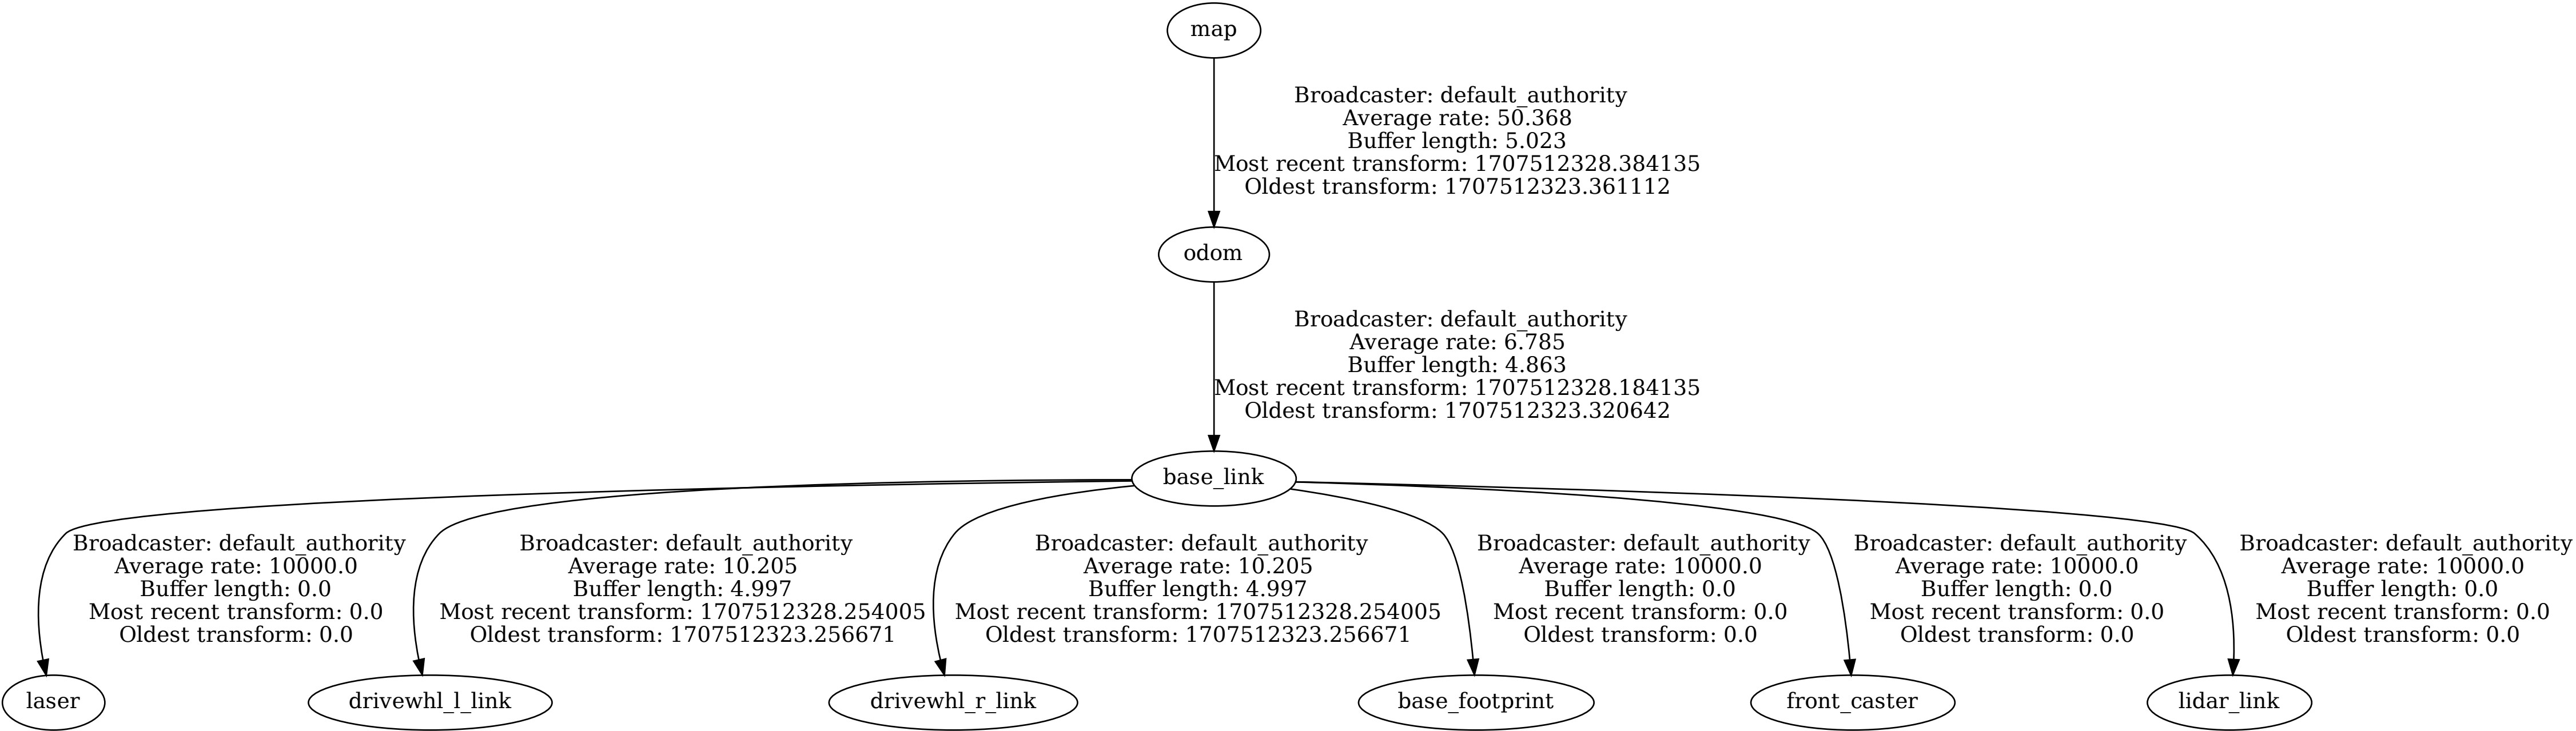 map
Broadcaster: default_authority
Average rate: 50.368
Buffer length: 5.023
Most recent transform: 1707512328.384135
Oldest transform: 1707512323.361112
odom
Broadcaster: default_authority
Average rate: 6.785
Buffer length: 4.863
Most recent transform: 1707512328.184135
Oldest transform: 1707512323.320642
base_link
Broadcaster: default_authority
Average rate: 10000.0
Buffer length: 0.0
Most recent transform: 0.0
Oldest transform: 0.0
Broadcaster: default_authority
Average rate: 10.205
Buffer length: 4.997
Most recent transform: 1707512328.254005
Oldest transform: 1707512323.256671
Broadcaster: default_authority
Average rate: 10.205
Buffer length: 4.997
Most recent transform: 1707512328.254005
Oldest transform: 1707512323.256671
Broadcaster: default_authority
Average rate: 10000.0
Buffer length: 0.0
Most recent transform: 0.0
Oldest transform: 0.0
Broadcaster: default_authority
Average rate: 10000.0
Buffer length: 0.0
Most recent transform: 0.0
Oldest transform: 0.0
Broadcaster: default_authority
Average rate: 10000.0
Buffer length: 0.0
Most recent transform: 0.0
Oldest transform: 0.0
laser
drivewhl_l_link
drivewhl_r_link
base_footprint
front_caster
lidar_link